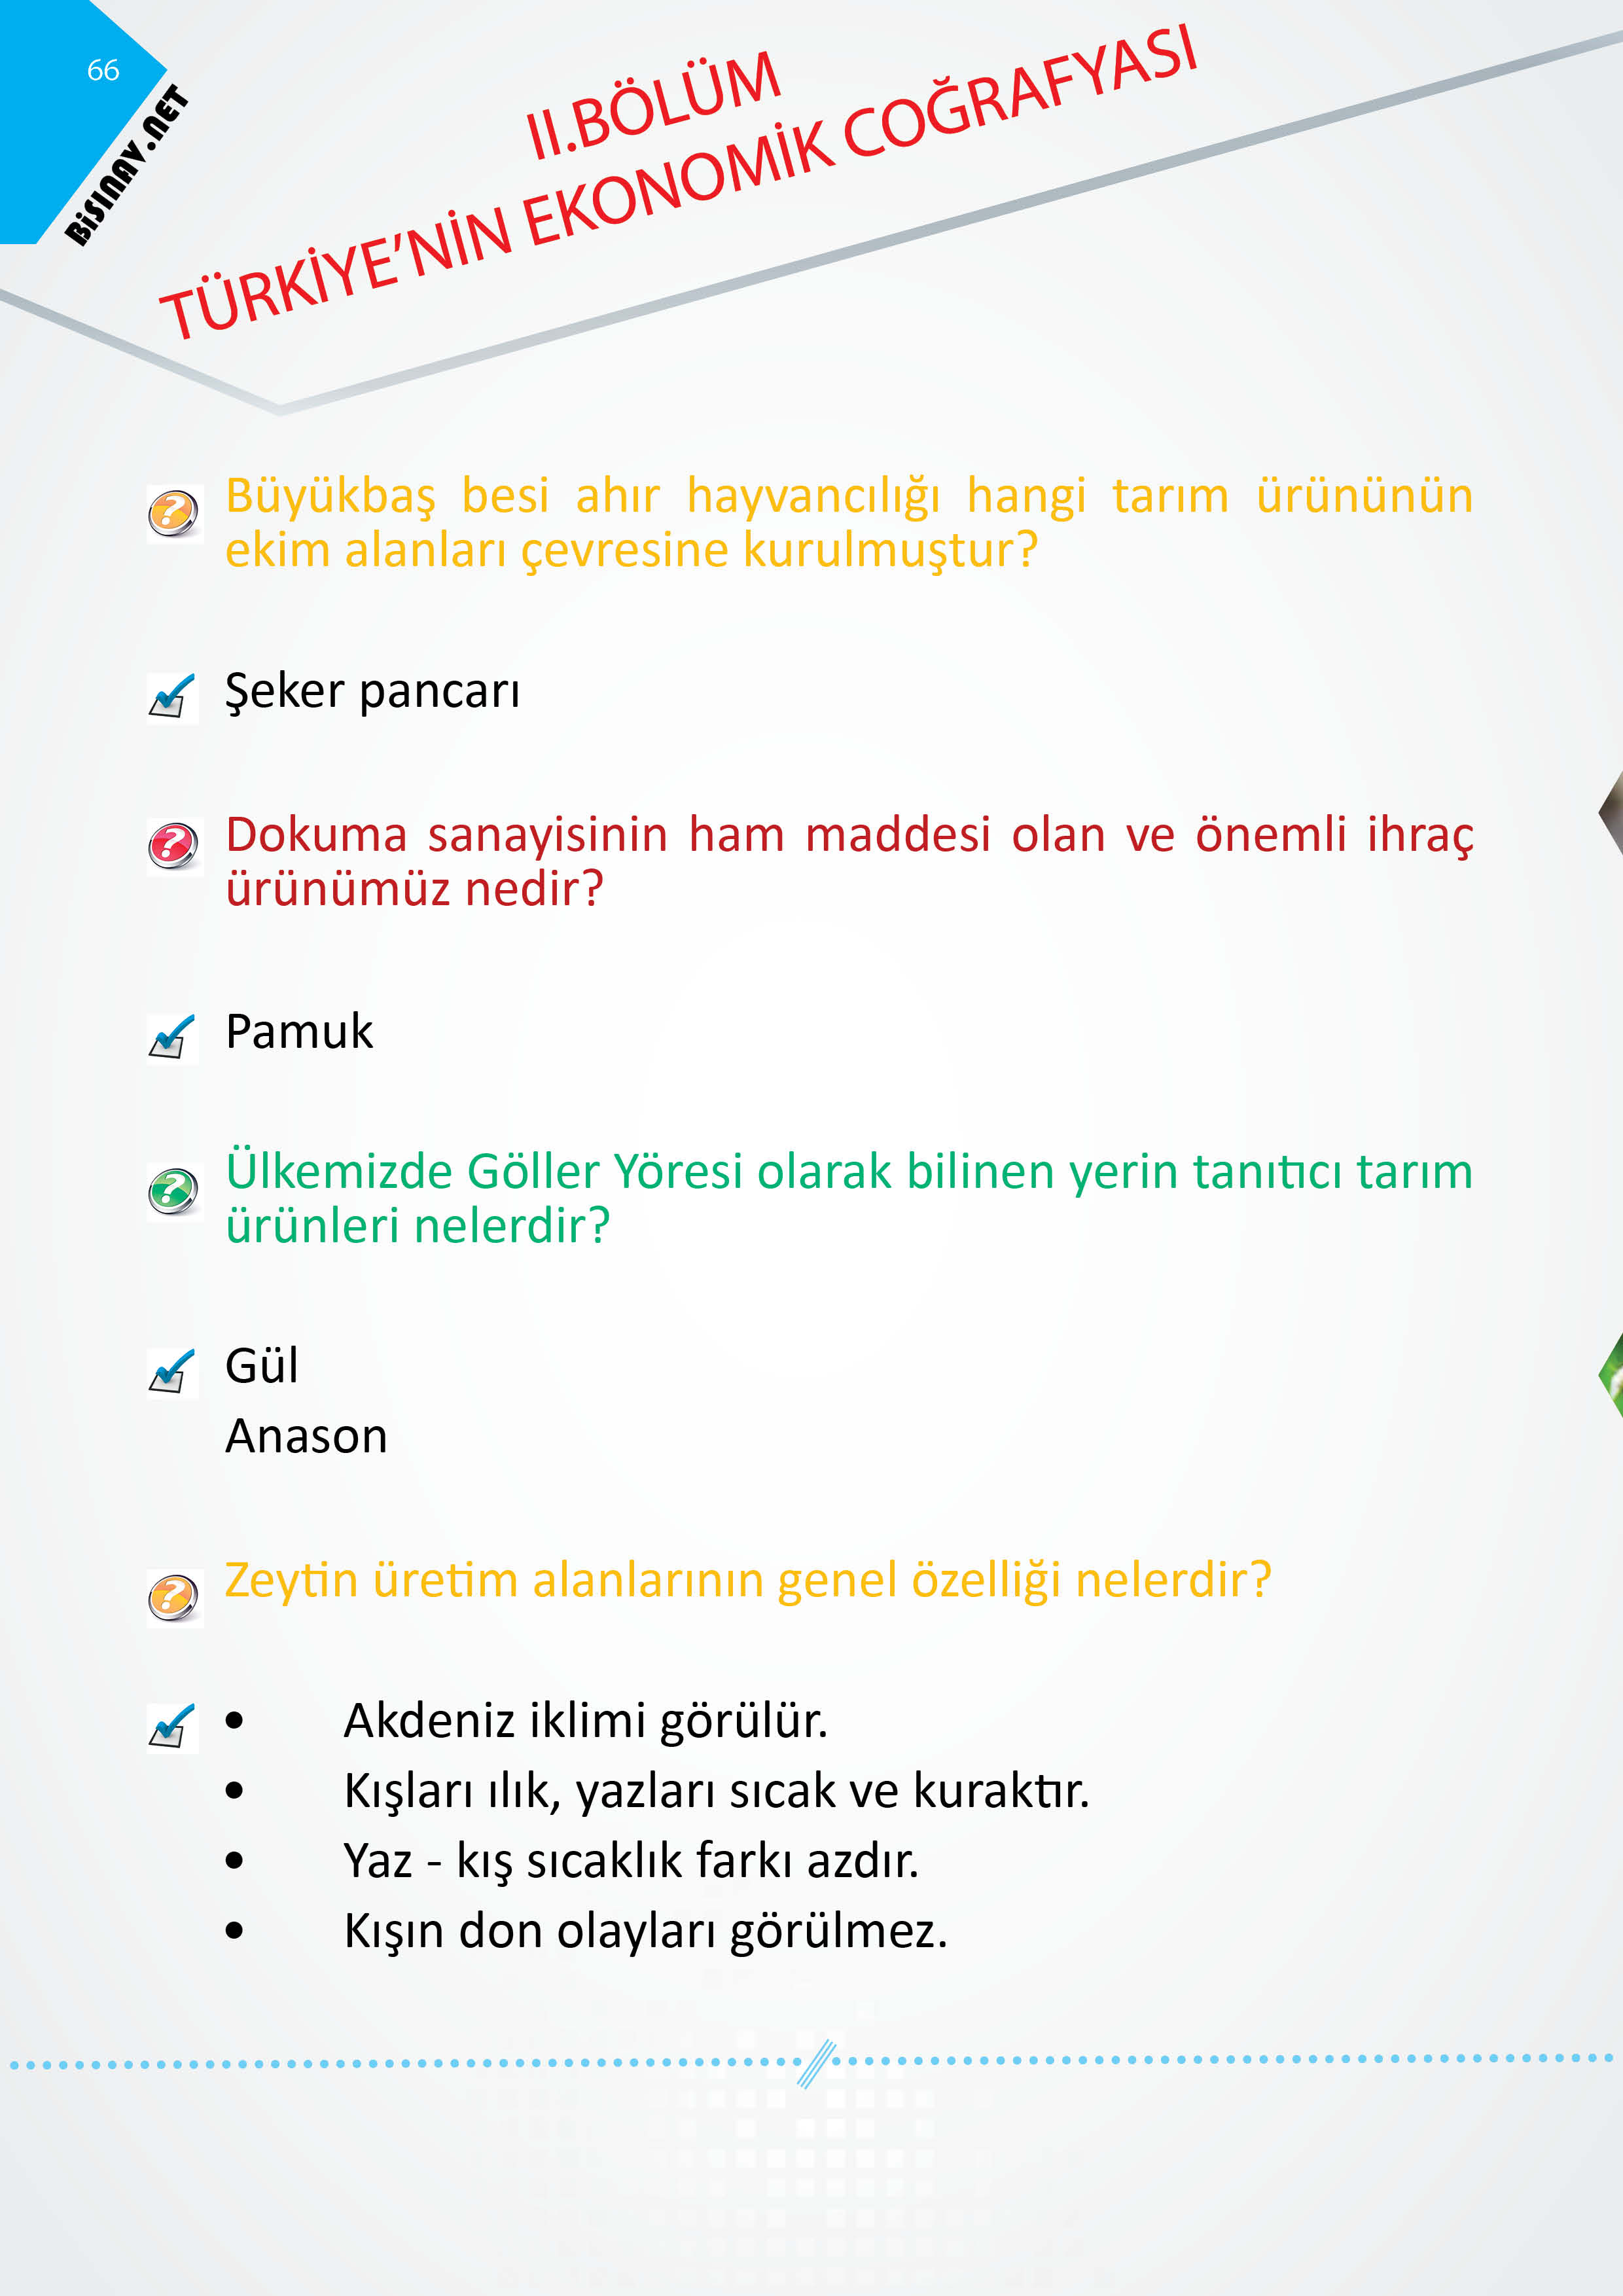 66
BiSINAV.NET
II.BÖLÜM
TÜRKİYE'NİN EKONOMİK COĞRAFYASI
Büyükbaş besi ahır hayvancılığı hangi tarım ürününün
ekim alanları çevresine kurulmuştur?
Şeker pancarı
Dokuma sanayisinin ham maddesi olan ve önemli ihraç
ürünümüz nedir?
Pamuk
Ülkemizde Göller Yöresi olarak bilinen yerin tanıtıcı tarım
ürünleri nelerdir?
Gül
Anason
Zeytin üretim alanlarının genel özelliği nelerdir?
• Akdeniz iklimi görülür.
• Kışları ılık, yazları sıcak ve kuraktır.
• Yaz - kış sıcaklık farkı azdır.
• Kışın don olayları görülmez.